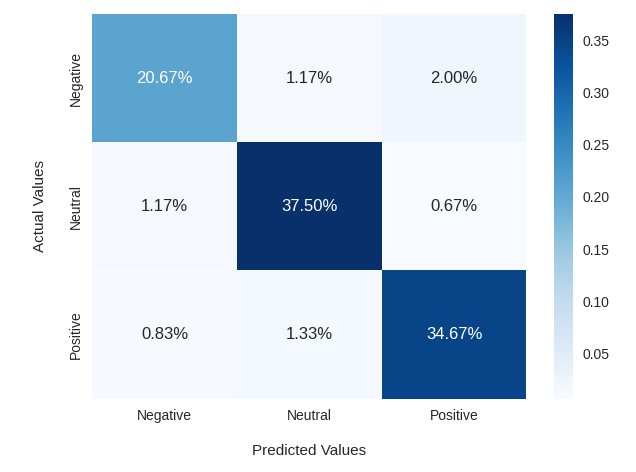 Actual Values
Negative 20.67% 1.17% 2.00%
Neutral 1.17% 37.50% 0.67%
Positive 0.83% 1.33% 34.67%
Negative Neutral Positive
Predicted Values
0.35
0.30
0.25
0.20
0.15
0.10
0.05